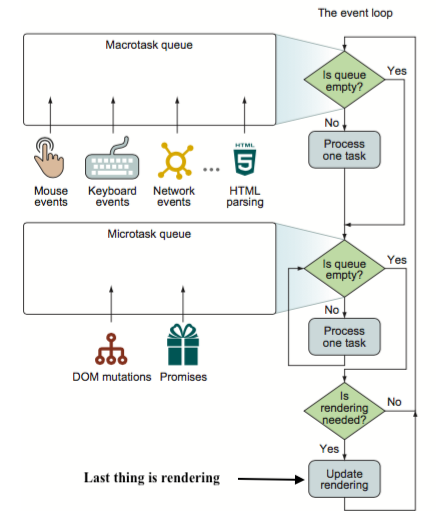 The event loop
Macrotask queue
Is queue
empty?
Yes
No
Process
one task
Mouse
events
Keyboard
events
Network
events
...
HTML
5
HTML
parsing
Microtask queue
Is queue
empty?
Yes
No
Process
one task
DOM mutations
Promises
Is
rendering
needed?
No
Yes
Last thing is rendering
Update
rendering